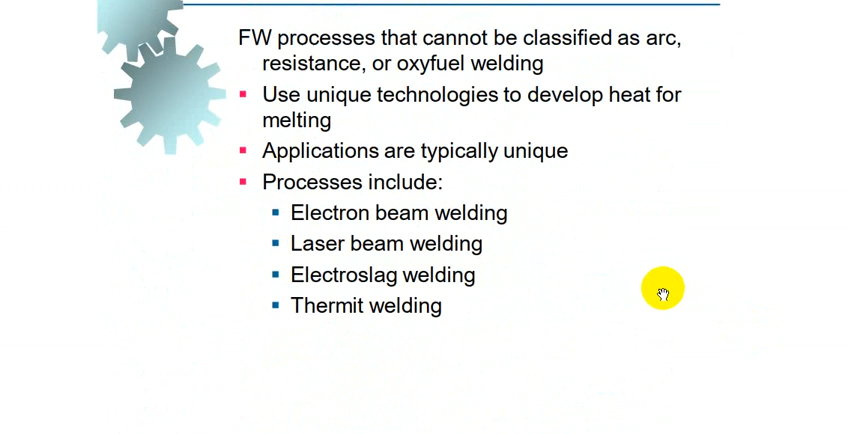 FW processes that cannot be classified as arc,
resistance, or oxyfuel welding
Use unique technologies to develop heat for
melting
Applications are typically unique
Processes include:
Electron beam welding
Laser beam welding
Electroslag welding
Thermit welding